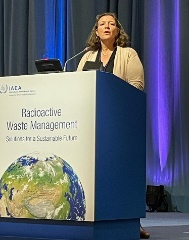 IAEA
Radioactive
Waste Management
Solutions for a Sustainable Future